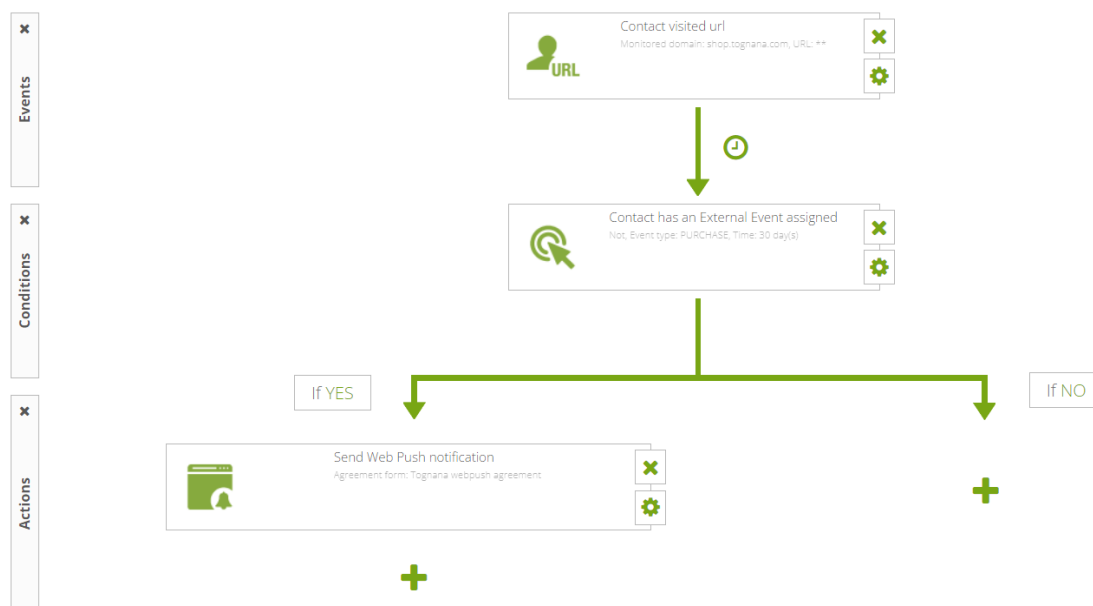 Events
Contact visited url
Monitored domain: shop.tognana.com, URL: **
URL
Conditions
Contact has an External Event assigned
Not, Event type: PURCHASE, Time: 30 day(s)
If YES
If NO
Actions
Send Web Push notification
Agreement form: Tognana webpush agreement